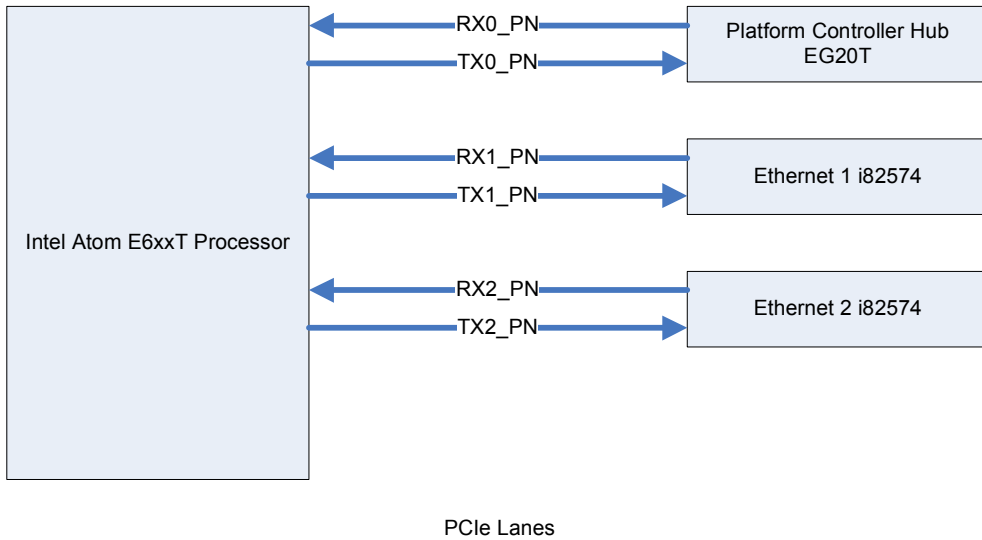 RX0_PN
TX0_PN
Platform Controller Hub
EG20T
RX1_PN
TX1_PN
Ethernet 1 i82574
Intel Atom E6xxT Processor
RX2_PN
TX2_PN
Ethernet 2 i82574
PCIe Lanes